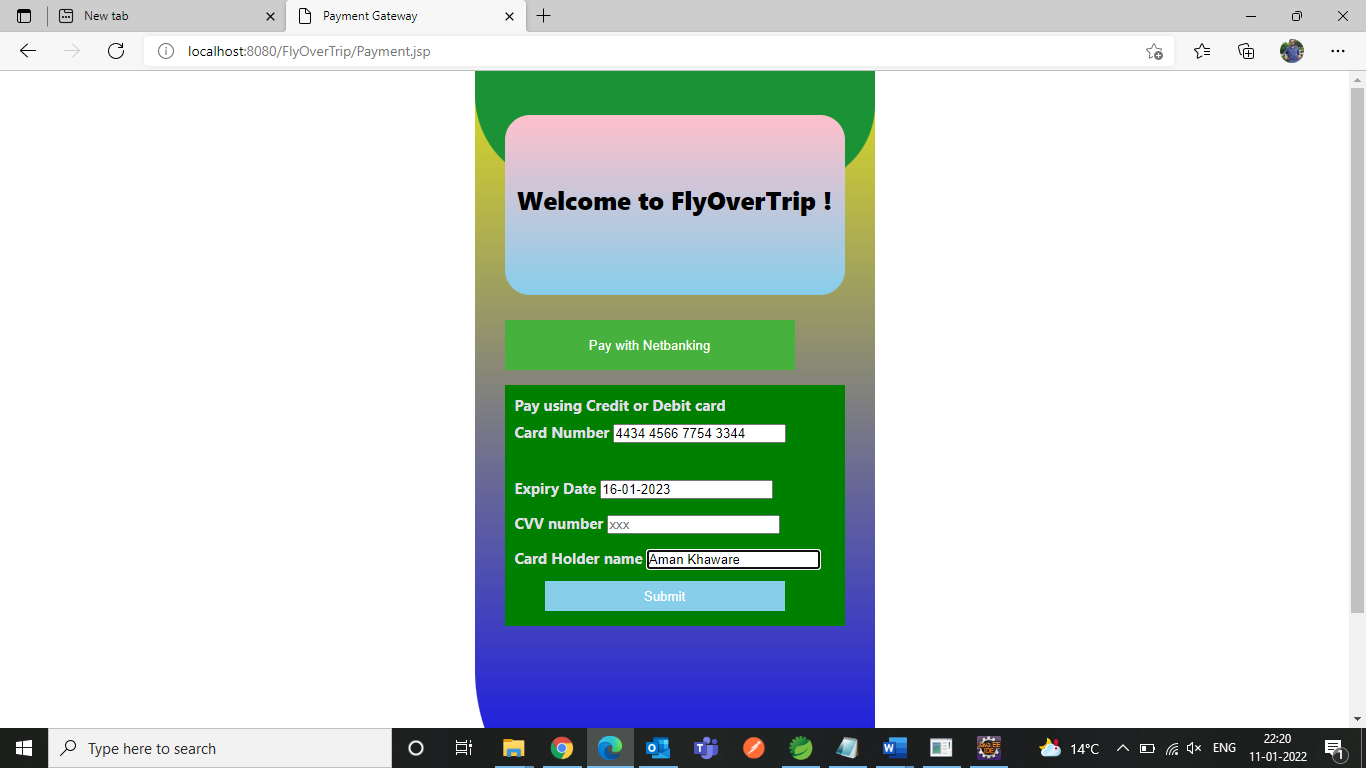 New tab
Payment Gateway
localhost:8080/FlyOverTrip/Payment.jsp
Welcome to FlyOverTrip !
Pay with Netbanking
Pay using Credit or Debit card
Card Number 4434 4566 7754 3344
Expiry Date 16-01-2023
CVV number xxx
Card Holder name Aman Khaware
Submit
Type here to search
14°C
ENG
22:20
11-01-2022
1